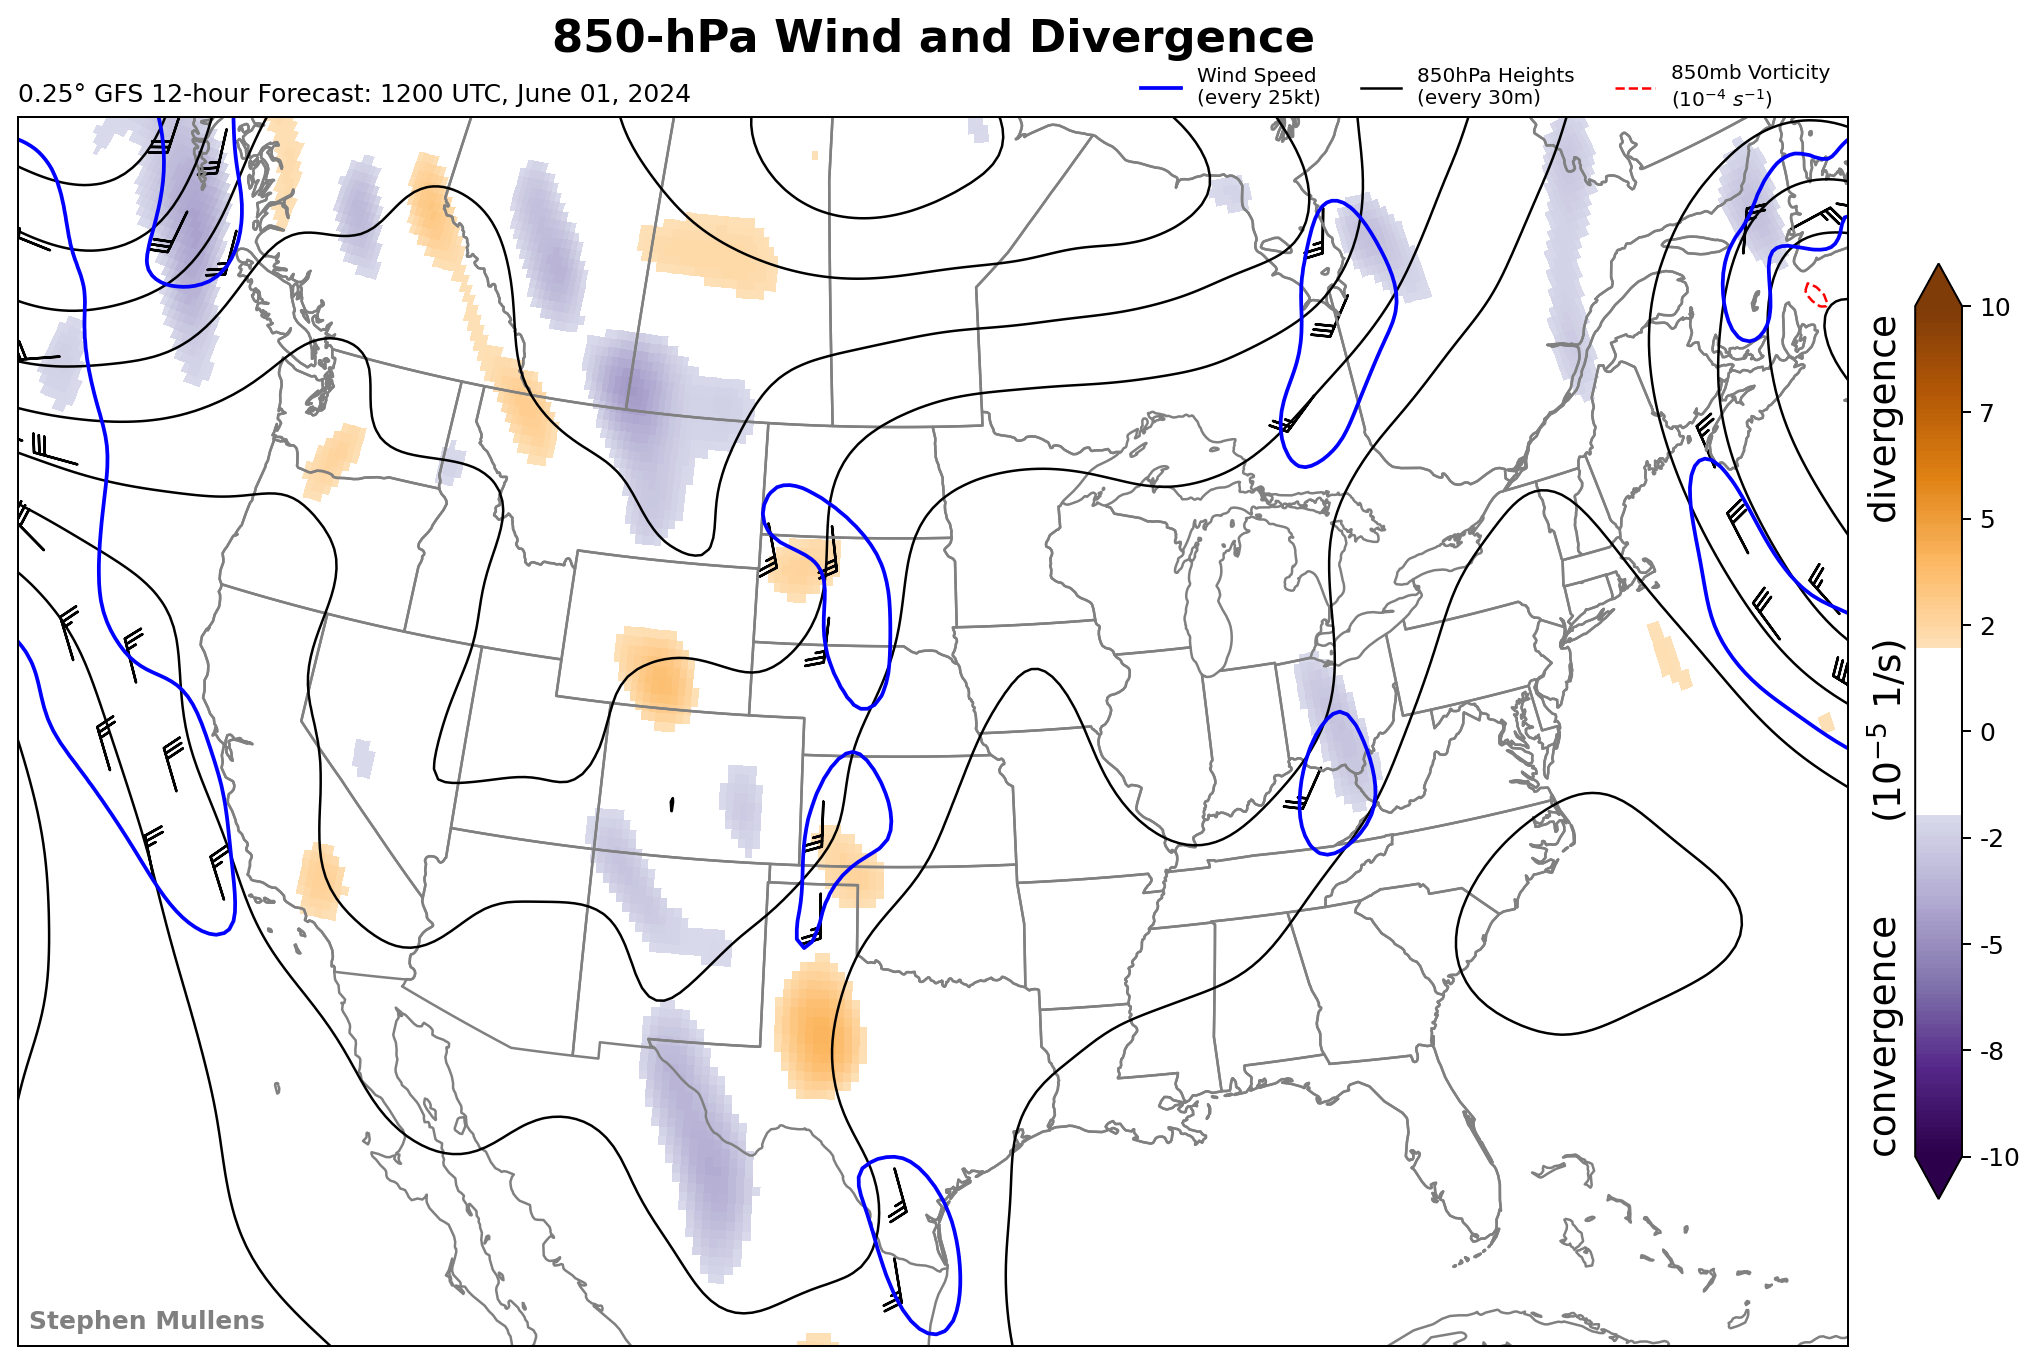 850-hPa Wind and Divergence
0.25° GFS 12-hour Forecast: 1200 UTC, June 01, 2024
Wind Speed
(every 25kt)
850hPa Heights
(every 30m)
850mb Vorticity
(10⁻⁴ s⁻¹)
10
7
5
2
0
-2
-5
-8
-10
convergence (10⁻⁵ 1/s) divergence
Stephen Mullens